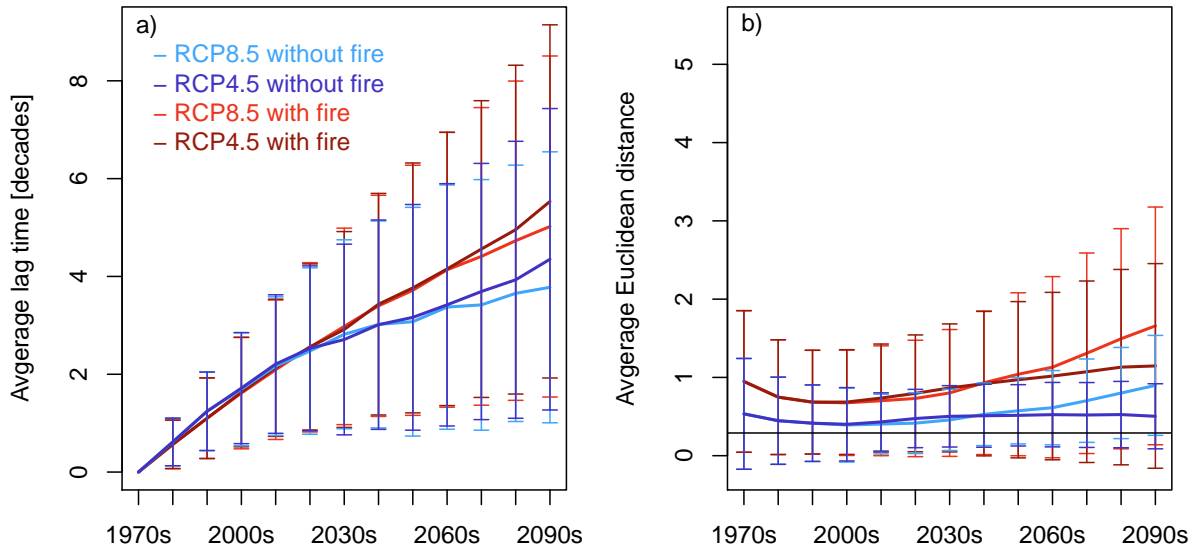 a)
– RCP8.5 without fire
– RCP4.5 without fire
– RCP8.5 with fire
– RCP4.5 with fire
Avgerage lag time [decades]
8
6
4
2
0
1970s 2000s 2030s 2060s 2090s
b)
Avgerage Euclidean distance
5
4
3
2
1
0
1970s 2000s 2030s 2060s 2090s